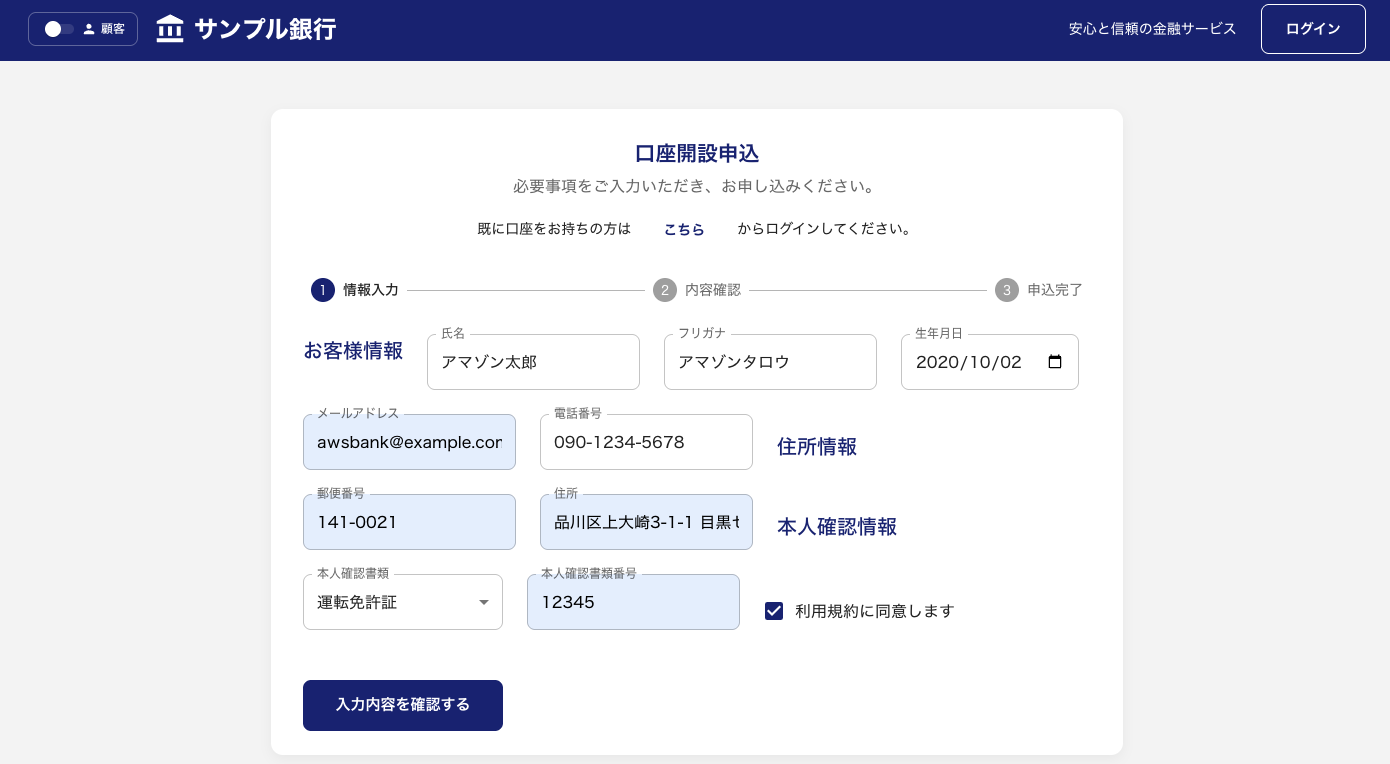 顧客
サンプル銀行
安心と信頼の金融サービス
ログイン
口座開設申込
必要事項をご入力いただき、お申し込みください。
既に口座をお持ちの方は こちら からログインしてください。
1 情報入力 2 内容確認 3 申込完了
お客様情報
氏名
アマゾン太郎
フリガナ
アマゾンタロウ
生年月日
2020/10/02
メールアドレス
awsbank@example.com
電話番号
090-1234-5678
住所情報
郵便番号
141-0021
住所
品川区上大崎3-1-1 目黒セ
本人確認情報
本人確認書類
運転免許証
本人確認書類番号
12345
利用規約に同意します
入力内容を確認する